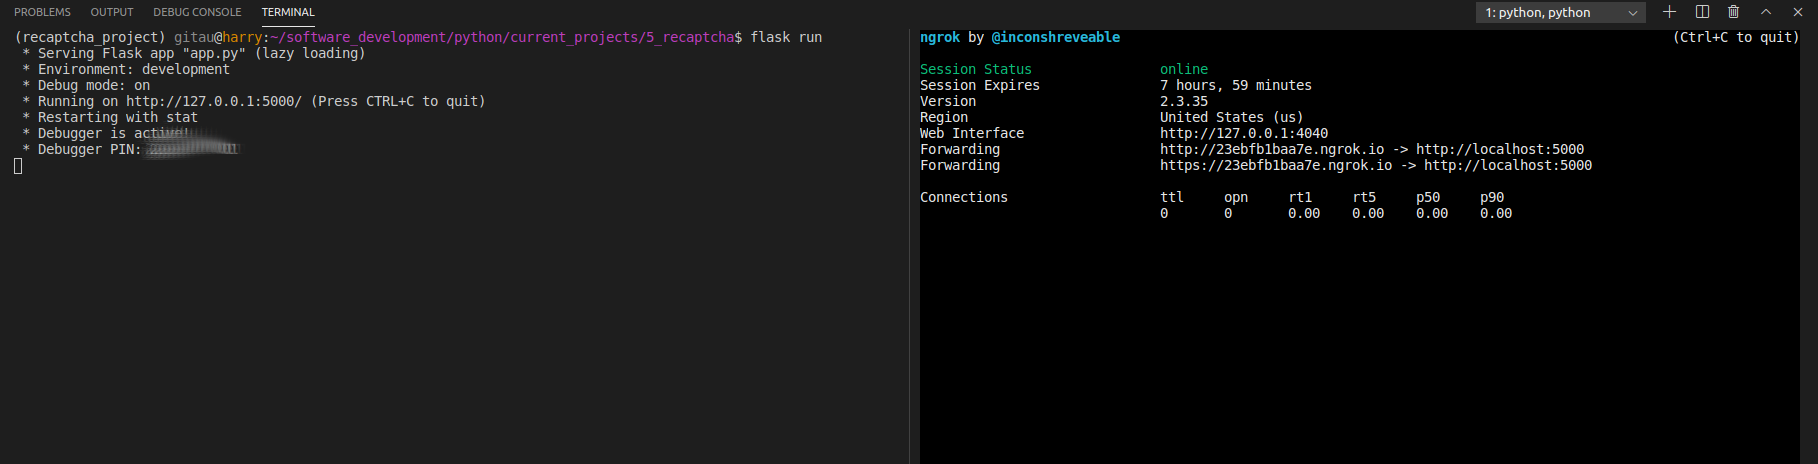 PROBLEMS OUTPUT DEBUG CONSOLE TERMINAL 1: python, python
(recaptcha_project) gitau@harry:~/software_development/python/current_projects/5_recaptcha$ flask run
* Serving Flask app "app.py" (lazy loading)
* Environment: development
* Debug mode: on
* Running on http://127.0.0.1:5000/ (Press CTRL+C to quit)
* Restarting with stat
* Debugger is active!
* Debugger PIN:
ngrok by @inconshreveable (Ctrl+C to quit)
Session Status online
Session Expires 7 hours, 59 minutes
Version 2.3.35
Region United States (us)
Web Interface http://127.0.0.1:4040
Forwarding http://23ebfb1baa7e.ngrok.io -> http://localhost:5000
Forwarding https://23ebfb1baa7e.ngrok.io -> http://localhost:5000
Connections ttl opn rt1 rt5 p50 p90
0 0 0.00 0.00 0.00 0.00